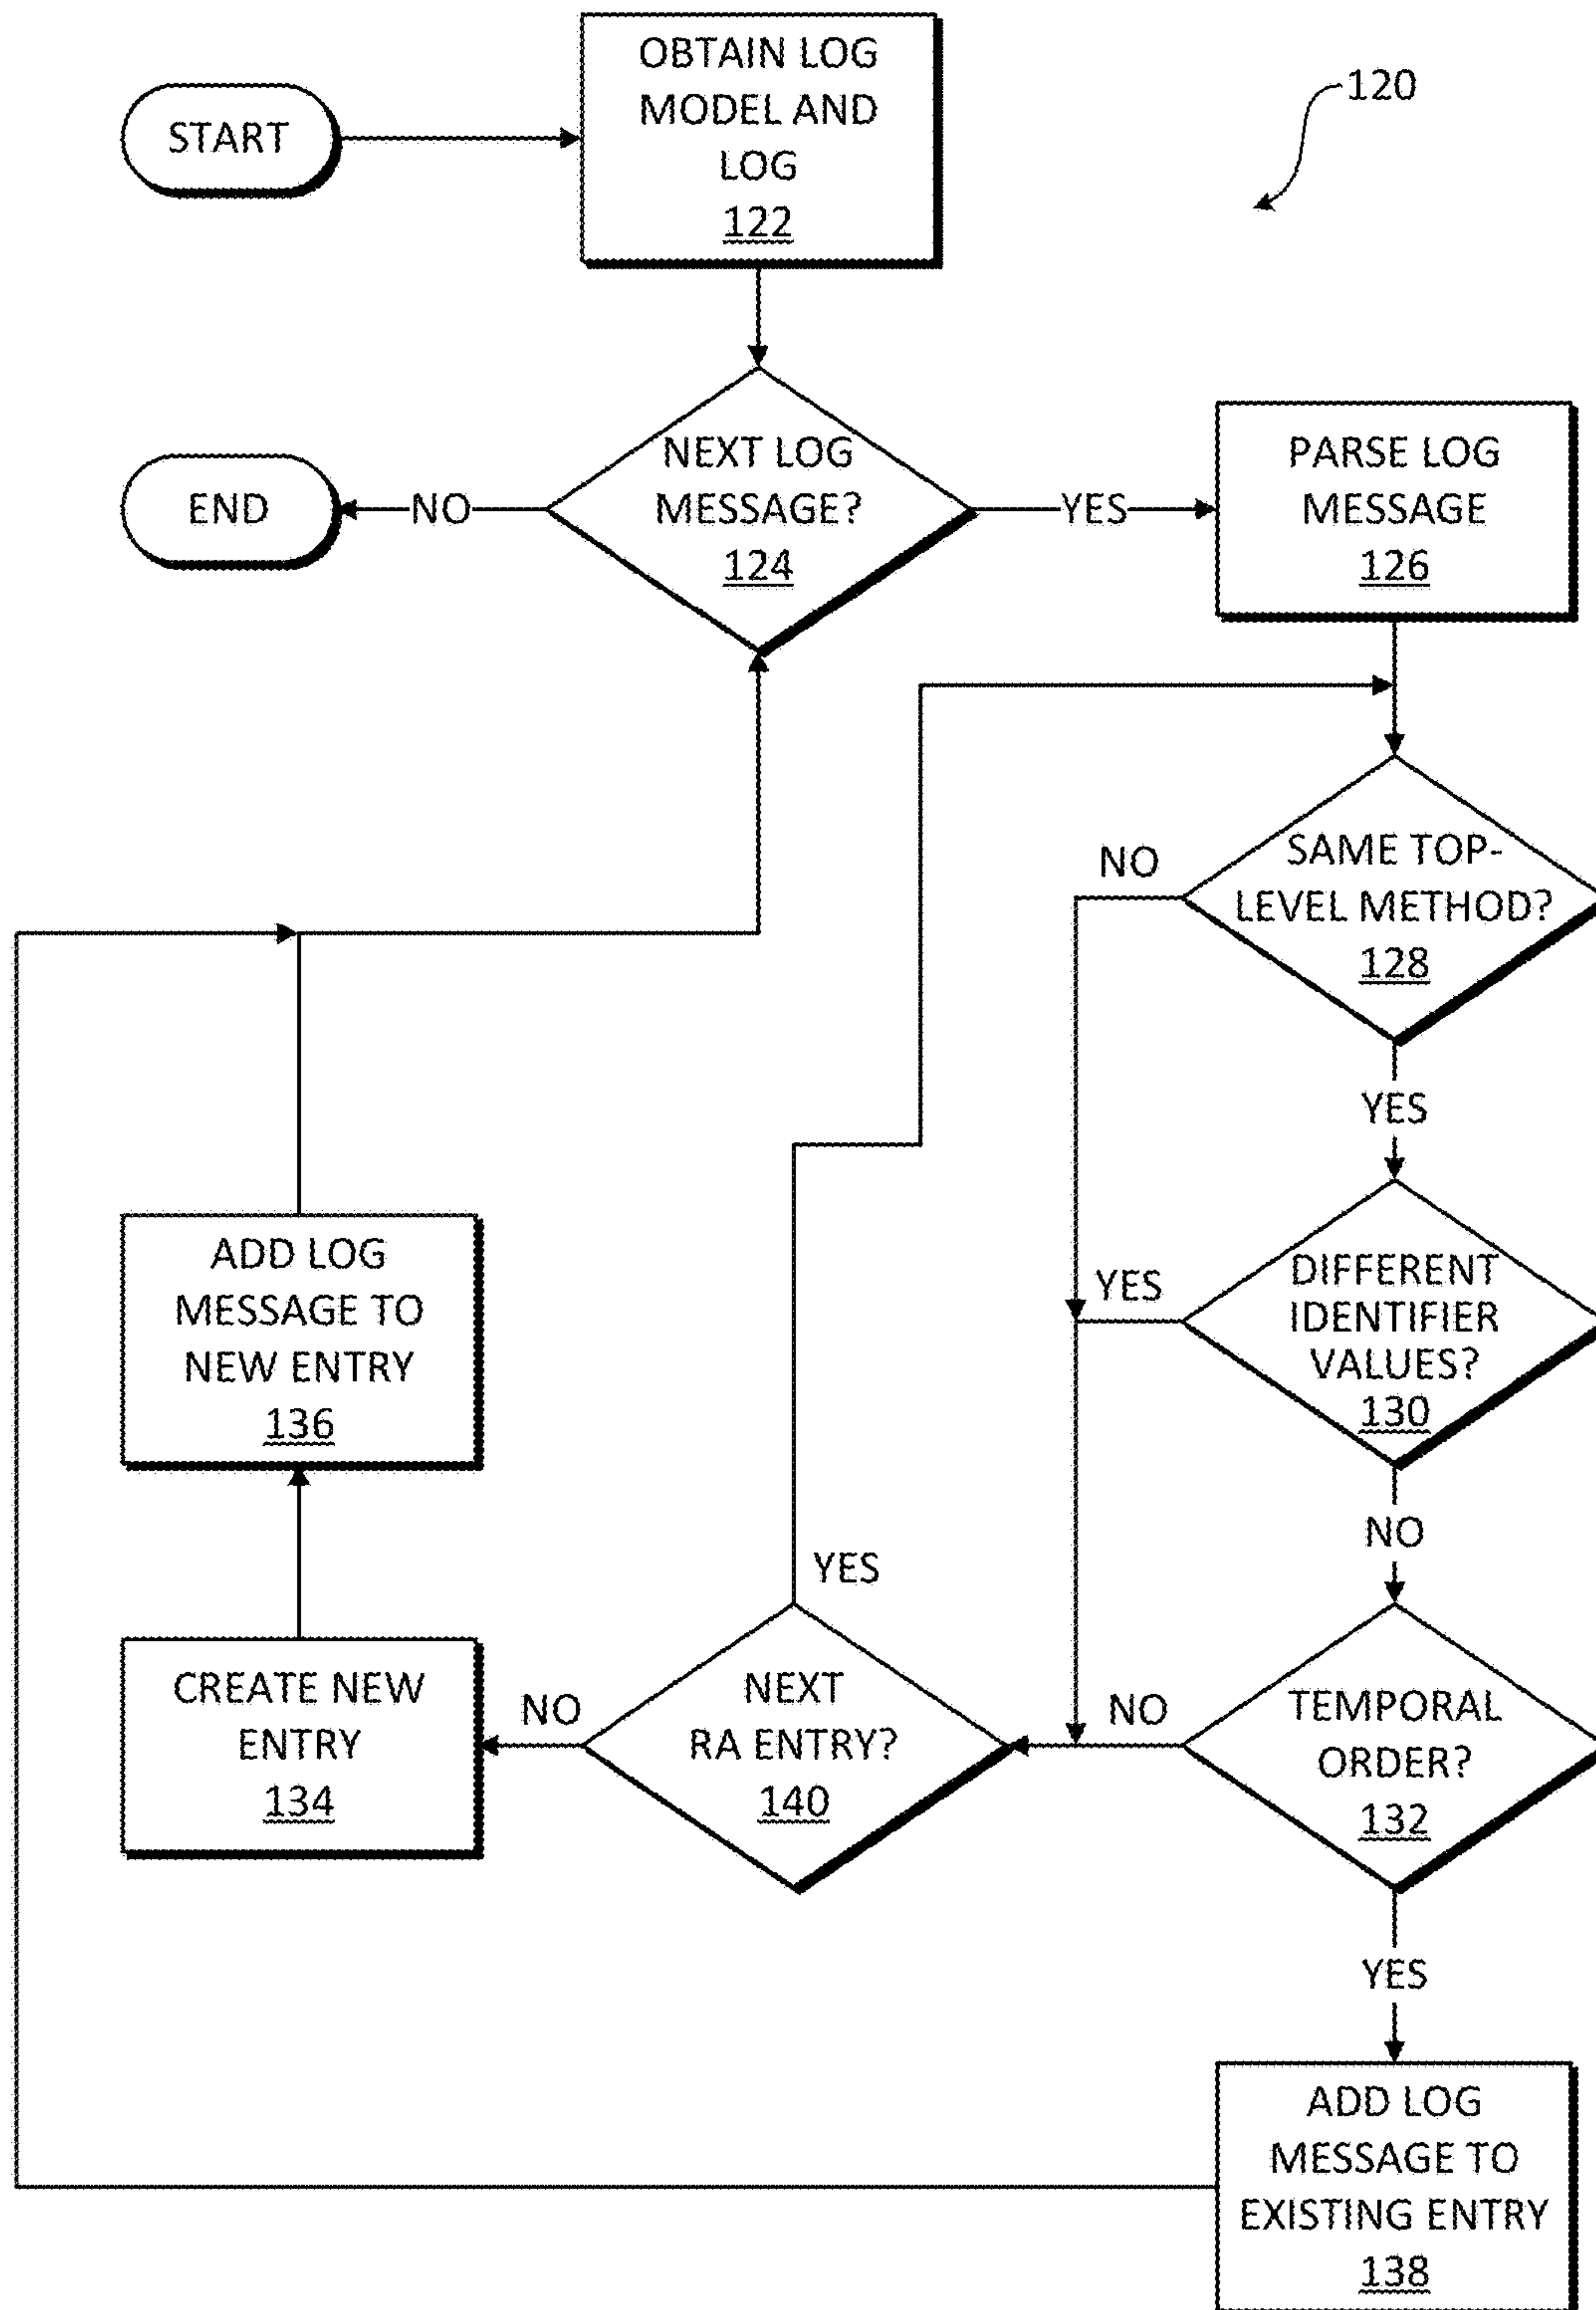 START
OBTAIN LOG
MODEL AND
LOG
122
120
END
NO
NEXT LOG
MESSAGE?
124
YES
PARSE LOG
MESSAGE
126
NO
SAME TOP-
LEVEL METHOD?
128
YES
ADD LOG
MESSAGE TO
NEW ENTRY
136
YES
DIFFERENT
IDENTIFIER
VALUES?
130
NO
YES
CREATE NEW
ENTRY
134
NO
NEXT
RA ENTRY?
140
NO
TEMPORAL
ORDER?
132
YES
ADD LOG
MESSAGE TO
EXISTING ENTRY
138